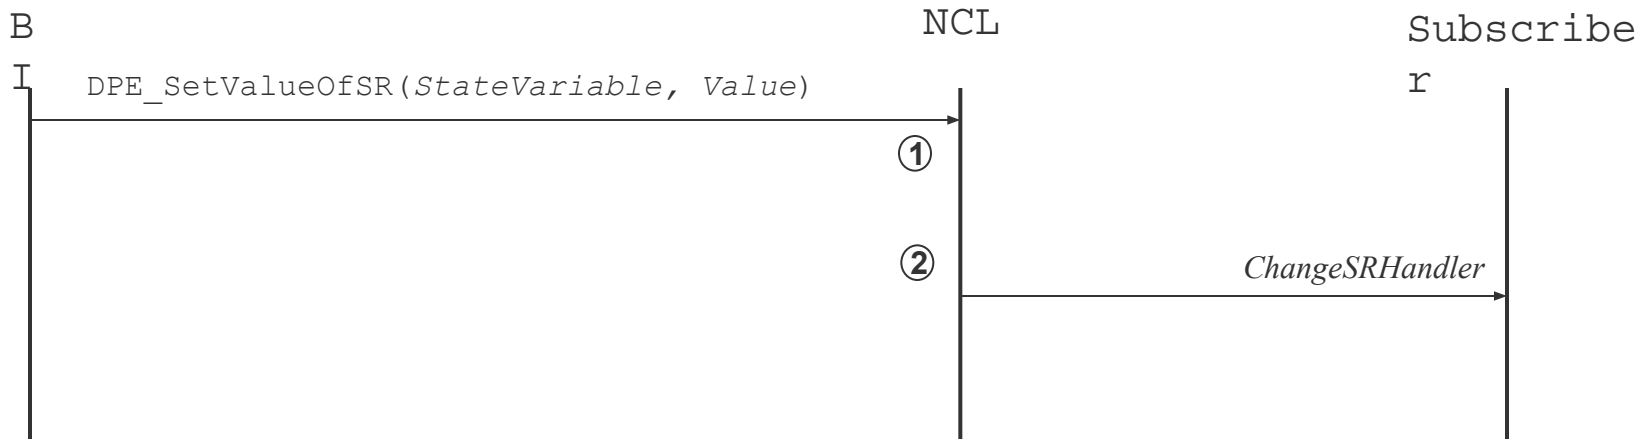 B
I
NCL
Subscribe
r
DPE_SetValueOfSR(StateVariable, Value)
①
②
ChangeSRHandler